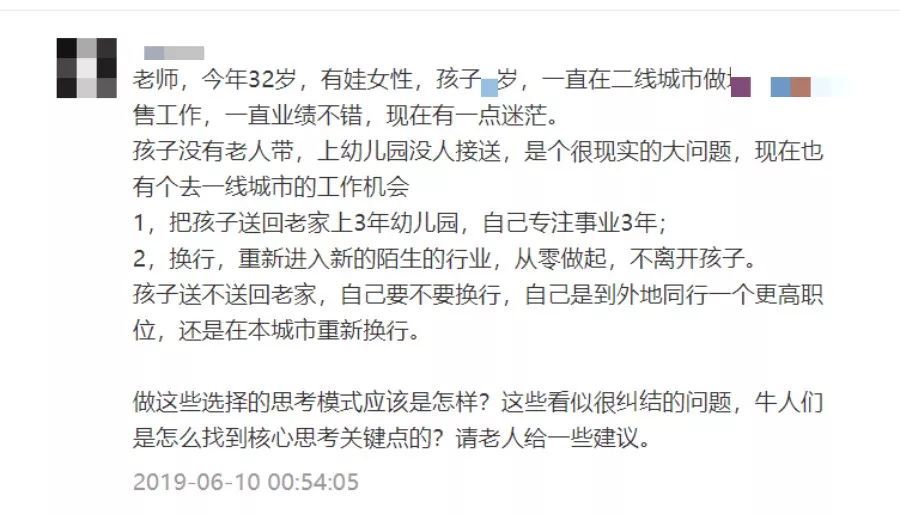 老师，今年32岁，有娃女性，孩子 岁，一直在二线城市做
售工作，一直业绩不错，现在有一点迷茫。
孩子没有老人带，上幼儿园没人接送，是个很现实的大问题，现在也
有个去一线城市的工作机会
1，把孩子送回老家上3年幼儿园，自己专注事业3年；
2，换行，重新进入新的陌生的行业，从零做起，不离开孩子。
孩子送不送回老家，自己要不要换行，自己是到外地同行一个更高职
位，还是在本城市重新换行。
做这些选择的思考模式应该是怎样？这些看似很纠结的问题，牛人们
是怎么找到核心思考关键点的？请老人给一些建议。
2019-06-10 00:54:05